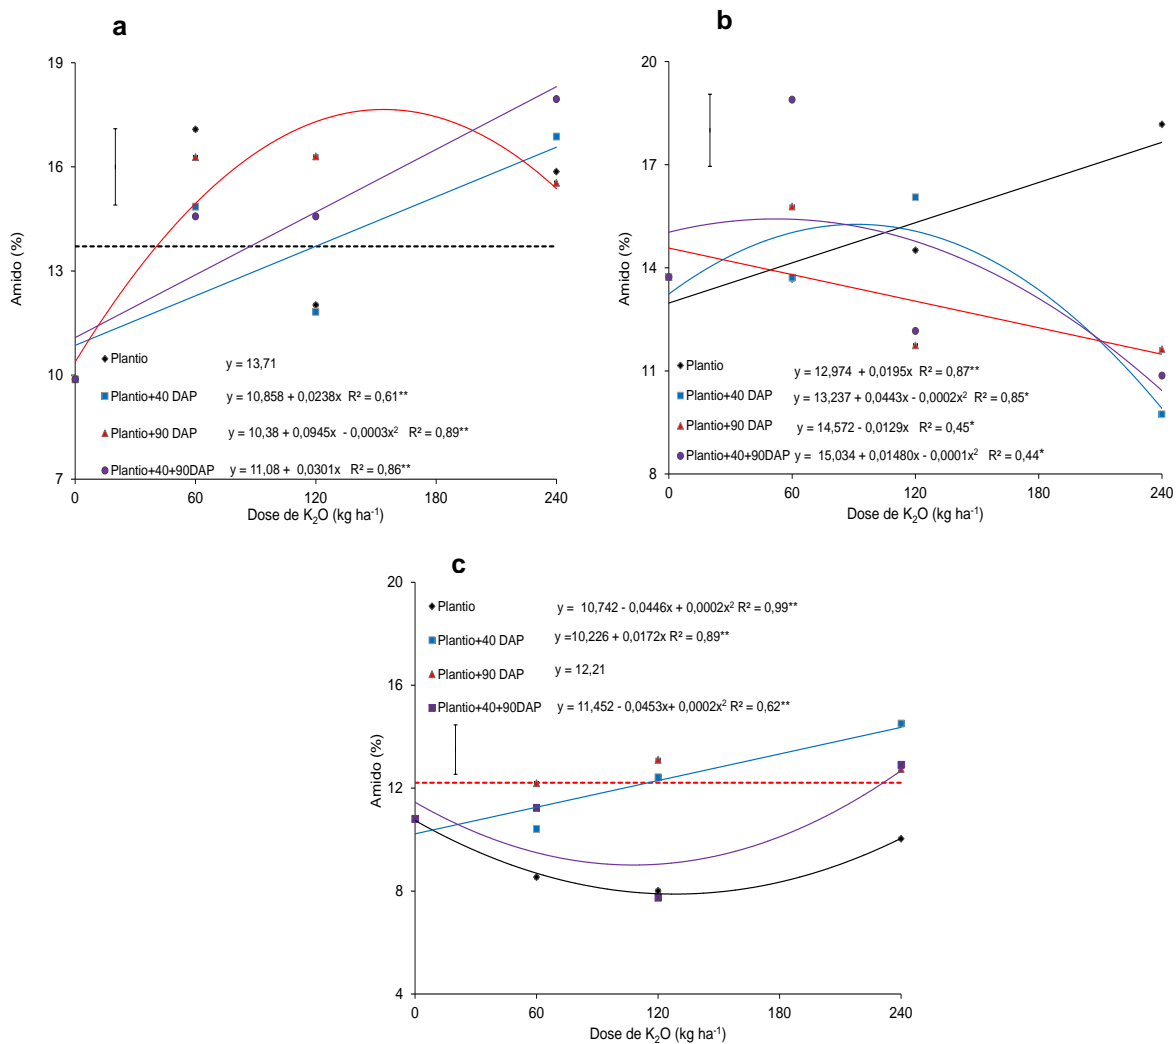 a
19
16
13
10
7
Amido (%)
Plantio y = 13,71
Plantio+40 DAP y = 10,858 + 0,0238x R² = 0,61**
Plantio+90 DAP y = 10,38 + 0,0945x - 0,0003x² R² = 0,89**
Plantio+40+90DAP y = 11,08 + 0,0301x R² = 0,86**
0 60 120 180 240
Dose de K₂O (kg ha⁻¹)
b
20
17
14
11
8
Amido (%)
Plantio y = 12,974 + 0,0195x R² = 0,87**
Plantio+40 DAP y = 13,237 + 0,0443x - 0,0002x² R² = 0,85*
Plantio+90 DAP y = 14,572 - 0,0129x R² = 0,45*
Plantio+40+90DAP y = 15,034 + 0,01480x - 0,0001x² R² = 0,44*
0 60 120 180 240
Dose de K₂O (kg ha⁻¹)
c
20
16
12
8
4
Amido (%)
Plantio y = 10,742 - 0,0446x + 0,0002x² R² = 0,99**
Plantio+40 DAP y =10,226 + 0,0172x R² = 0,89**
Plantio+90 DAP y = 12,21
Plantio+40+90DAP y = 11,452 - 0,0453x+ 0,0002x² R² = 0,62**
0 60 120 180 240
Dose de K₂O (kg ha⁻¹)